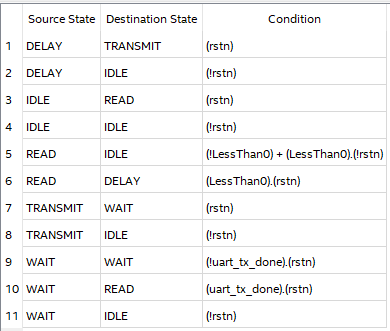 Source State Destination State Condition
1 DELAY TRANSMIT (rstn)
2 DELAY IDLE (!rstn)
3 IDLE READ (rstn)
4 IDLE IDLE (!rstn)
5 READ IDLE (!LessThan0) + (LessThan0).(!rstn)
6 READ DELAY (LessThan0).(rstn)
7 TRANSMIT WAIT (rstn)
8 TRANSMIT IDLE (!rstn)
9 WAIT WAIT (!uart_tx_done).(rstn)
10 WAIT READ (uart_tx_done).(rstn)
11 WAIT IDLE (!rstn)